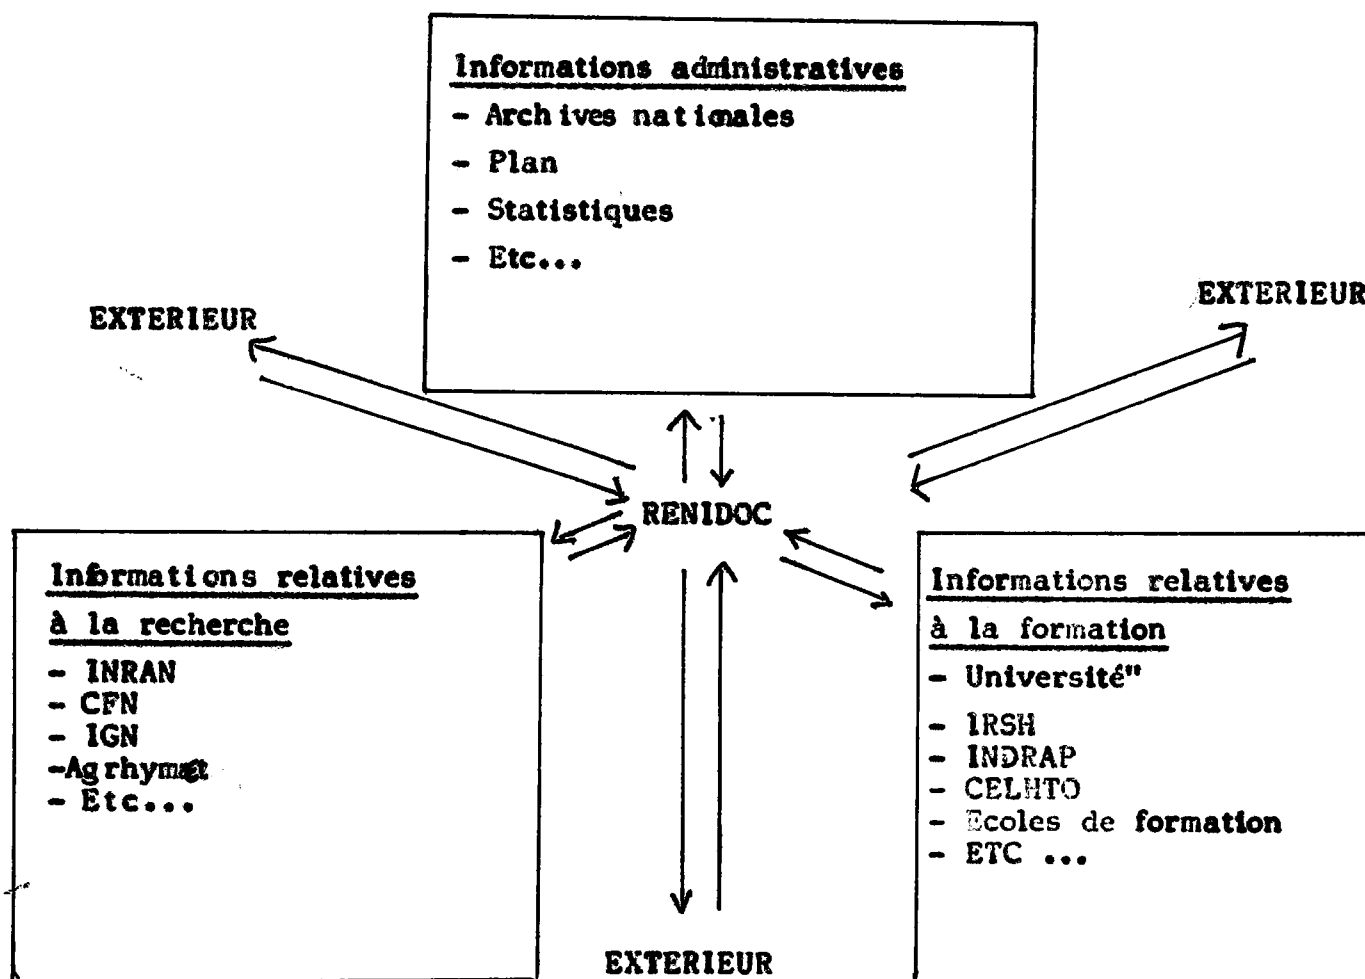 Informations administratives
- Archives nationales
- Plan
- Statistiques
- Etc...
EXTERIEUR
EXTERIEUR
RENIDOC
Informations relatives
à la recherche
- INRAN
- CFN
- IGN
-Agrhymet
- Etc...
Informations relatives
à la formation
- Université"
- IRSH
- INDRAP
- CELHTO
- Ecoles de formation
- ETC ...
EXTERIEUR